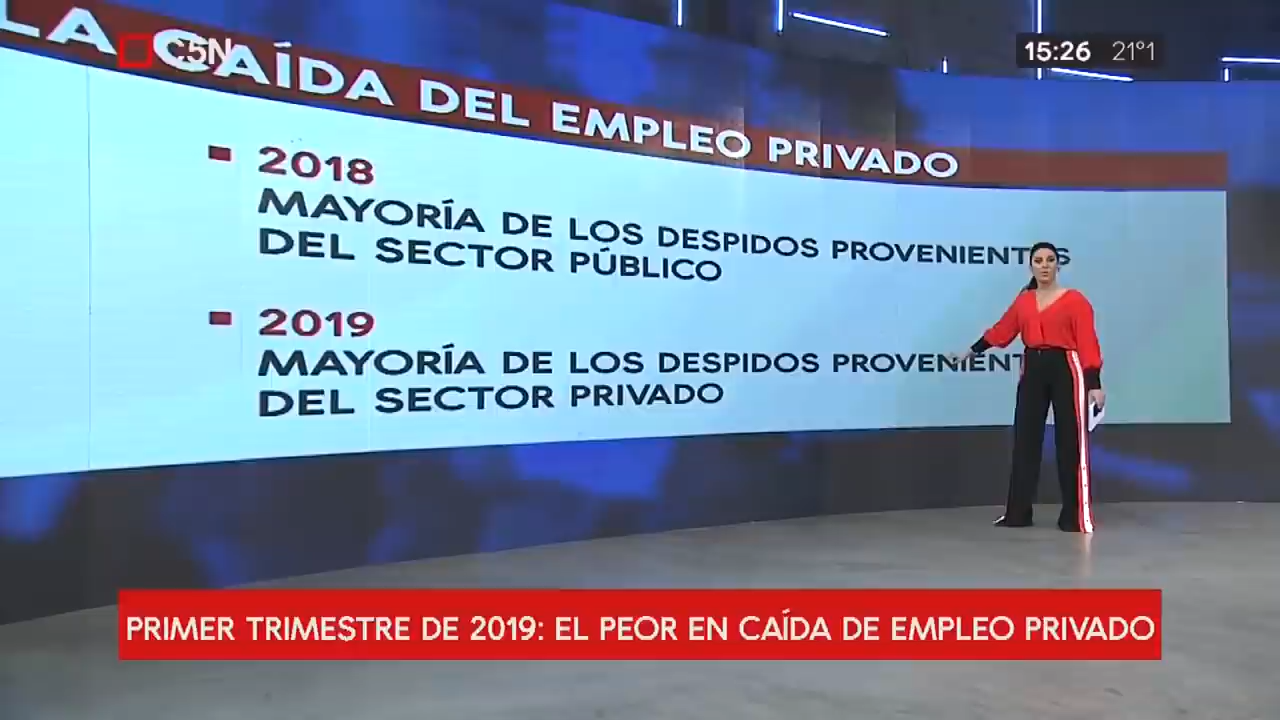 LA CAÍDA DEL EMPLEO PRIVADO
C5N
15:26 21°1
2018
MAYORÍA DE LOS DESPIDOS PROVENIENTES
DEL SECTOR PÚBLICO
2019
MAYORÍA DE LOS DESPIDOS PROVENIENT
DEL SECTOR PRIVADO
PRIMER TRIMESTRE DE 2019: EL PEOR EN CAÍDA DE EMPLEO PRIVADO